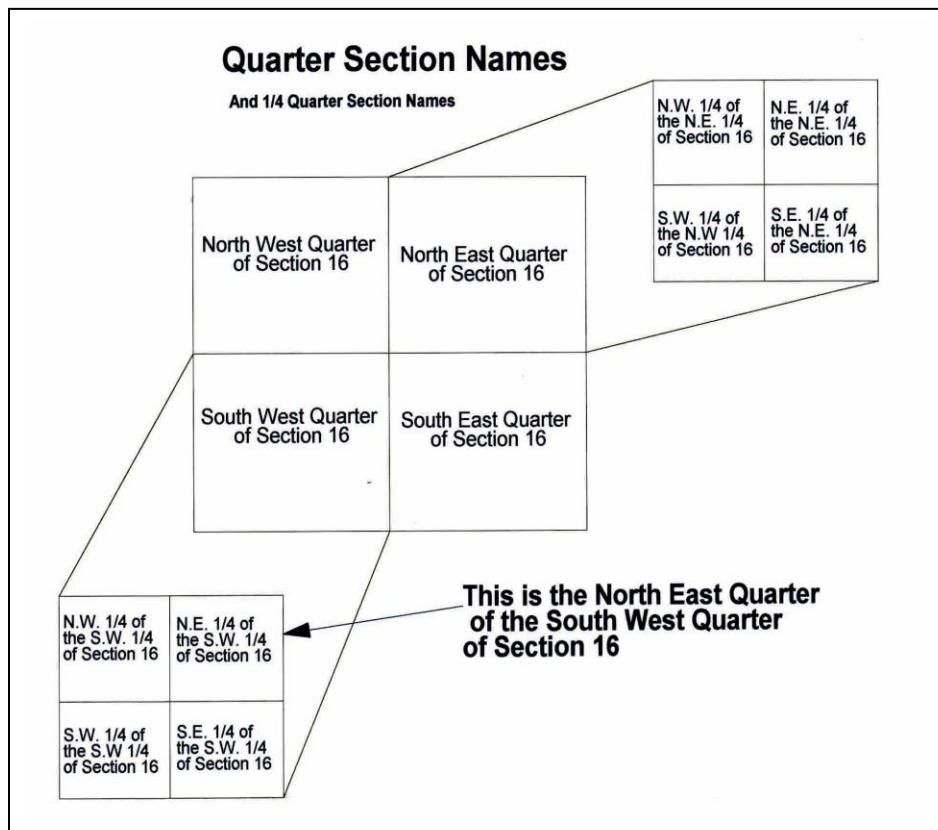 Quarter Section Names
And 1/4 Quarter Section Names
N.W. 1/4 of
the N.E. 1/4
of Section 16
N.E. 1/4 of
the N.E. 1/4
of Section 16
S.W. 1/4 of
the N.W 1/4
of Section 16
S.E. 1/4 of
the N.E. 1/4
of Section 16
North West Quarter
of Section 16
North East Quarter
of Section 16
South West Quarter
of Section 16
South East Quarter
of Section 16
This is the North East Quarter
of the South West Quarter
of Section 16
N.W. 1/4 of
the S.W. 1/4
of Section 16
N.E. 1/4 of
the S.W. 1/4
of Section 16
S.W. 1/4 of
the S.W 1/4
of Section 16
S.E. 1/4 of
the S.W. 1/4
of Section 16